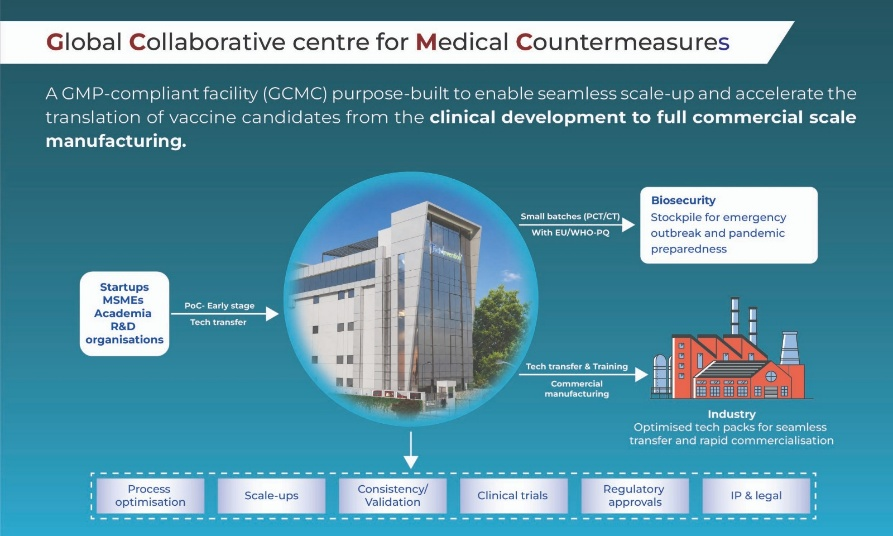 Global Collaborative centre for Medical Countermeasures
A GMP-compliant facility (GCMC) purpose-built to enable seamless scale-up and accelerate the
translation of vaccine candidates from the clinical development to full commercial scale
manufacturing.
Startups
MSMEs
Academia
R&D
organisations
PoC- Early stage
Tech transfer
Small batches (PCT/CT)
With EU/WHO-PQ
Biosecurity
Stockpile for emergency
outbreak and pandemic
preparedness
Tech transfer & Training
Commercial
manufacturing
Industry
Optimised tech packs for seamless
transfer and rapid commercialisation
Process
optimisation
Scale-ups
Consistency/
Validation
Clinical trials
Regulatory
approvals
IP & legal